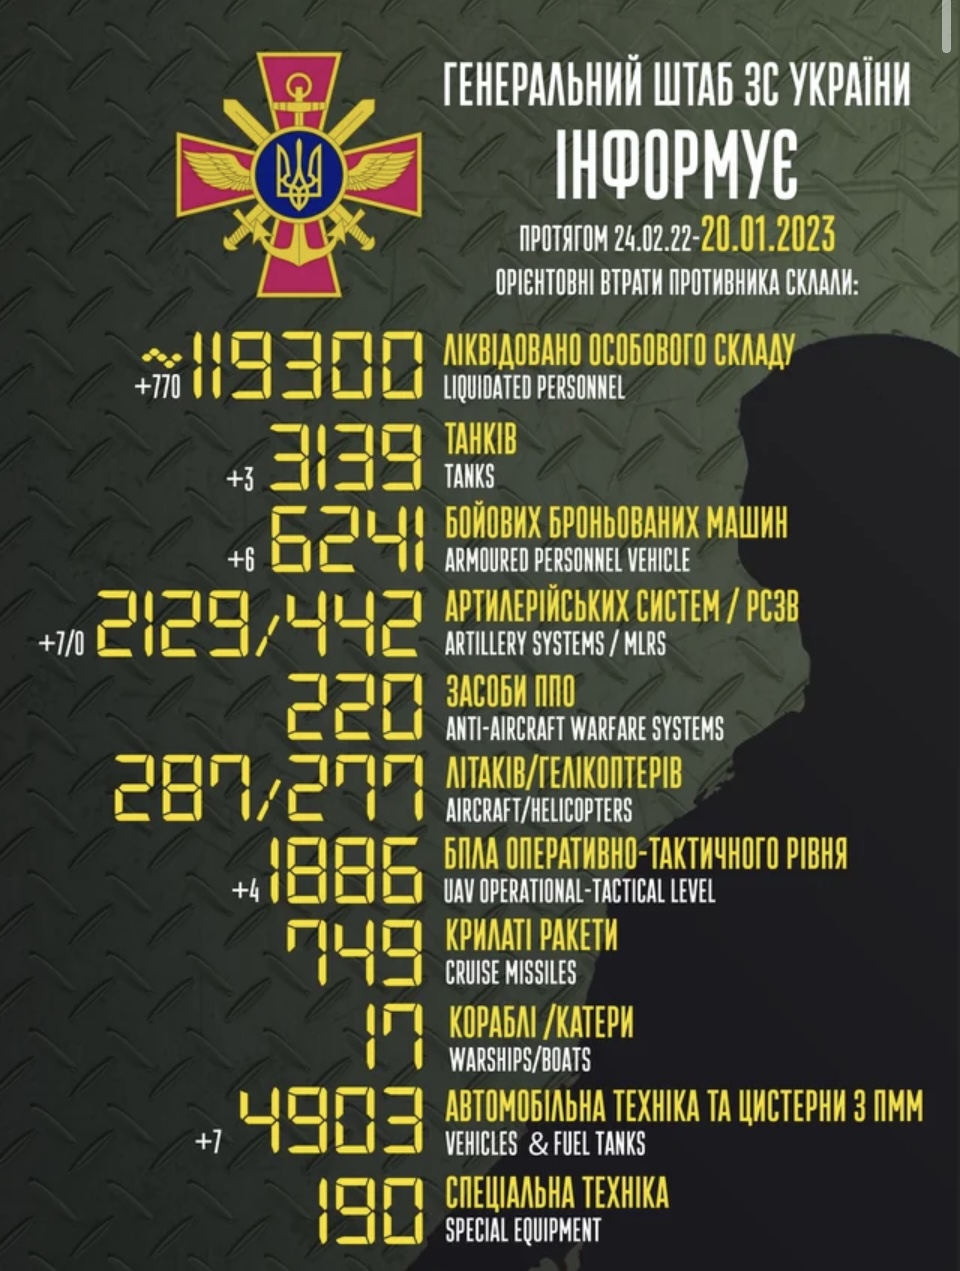 ГЕНЕРАЛЬНИЙ ШТАБ ЗС УКРАЇНИ
ІНФОРМУЄ
ПРОТЯГОМ 24.02.22-20.01.2023
ОРІЄНТОВНІ ВТРАТИ ПРОТИВНИКА СКЛАЛИ:
≈119300 ЛІКВІДОВАНО ОСОБОВОГО СКЛАДУ
+770 LIQUIDATED PERSONNEL
3139 ТАНКІВ
+3 TANKS
6241 БОЙОВИХ БРОНЬОВАНИХ МАШИН
+6 ARMOURED PERSONNEL VEHICLE
2129/442 АРТИЛЕРІЙСЬКИХ СИСТЕМ / РСЗВ
+7/0 ARTILLERY SYSTEMS / MLRS
220 ЗАСОБИ ППО
ANTI-AIRCRAFT WARFARE SYSTEMS
287/277 ЛІТАКІВ/ГЕЛІКОПТЕРІВ
AIRCRAFT/HELICOPTERS
1886 БПЛА ОПЕРАТИВНО-ТАКТИЧНОГО РІВНЯ
+4 UAV OPERATIONAL-TACTICAL LEVEL
749 КРИЛАТІ РАКЕТИ
CRUISE MISSILES
17 КОРАБЛІ /КАТЕРИ
WARSHIPS/BOATS
4903 АВТОМОБІЛЬНА ТЕХНІКА ТА ЦИСТЕРНИ З ПММ
+7 VEHICLES & FUEL TANKS
190 СПЕЦІАЛЬНА ТЕХНІКА
SPECIAL EQUIPMENT